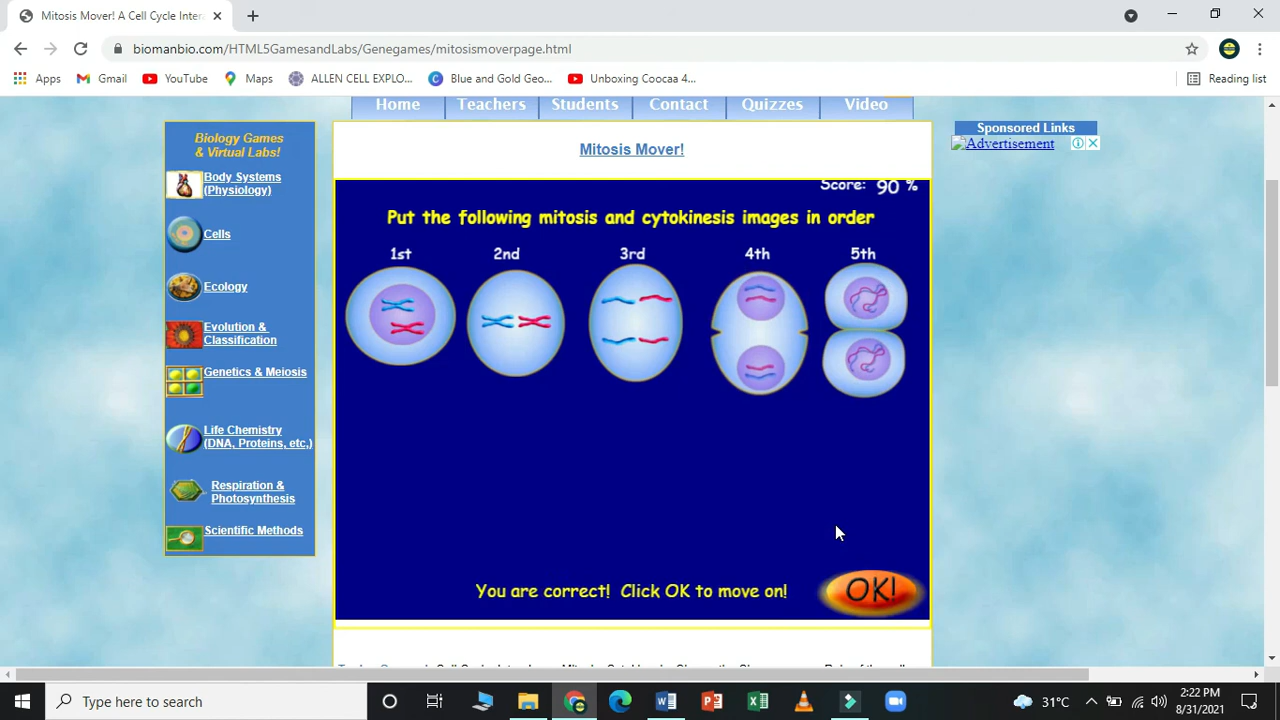 Mitosis Mover! A Cell Cycle Inter
biomanbio.com/HTML5GamesandLabs/Genegames/mitosismoverpage.html
Apps
Gmail
YouTube
Maps
ALLEN CELL EXPLO...
Blue and Gold Geo...
Unboxing Coocaa 4...
Reading list
Home
Teachers
Students
Contact
Quizzes
Video
Biology Games
& Virtual Labs!
Body Systems
(Physiology)
Cells
Ecology
Evolution &
Classification
Genetics & Meiosis
Life Chemistry
(DNA, Proteins, etc,)
Respiration &
Photosynthesis
Scientific Methods
Mitosis Mover!
Score: 90 %
Put the following mitosis and cytokinesis images in order
1st
2nd
3rd
4th
5th
You are correct! Click OK to move on!
OK!
Sponsored Links
Advertisement
Type here to search
31°C
2:22 PM
8/31/2021